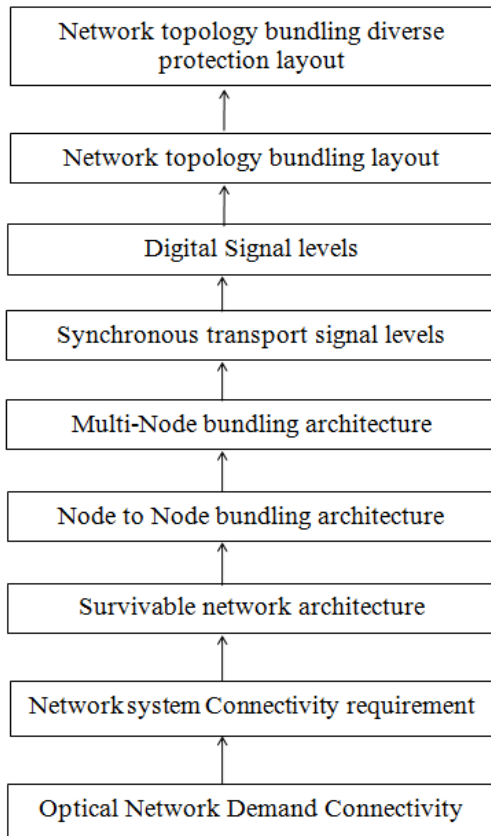 Network topology bundling diverse
protection layout
Network topology bundling layout
Digital Signal levels
Synchronous transport signal levels
Multi-Node bundling architecture
Node to Node bundling architecture
Survivable network architecture
Network system Connectivity requirement
Optical Network Demand Connectivity